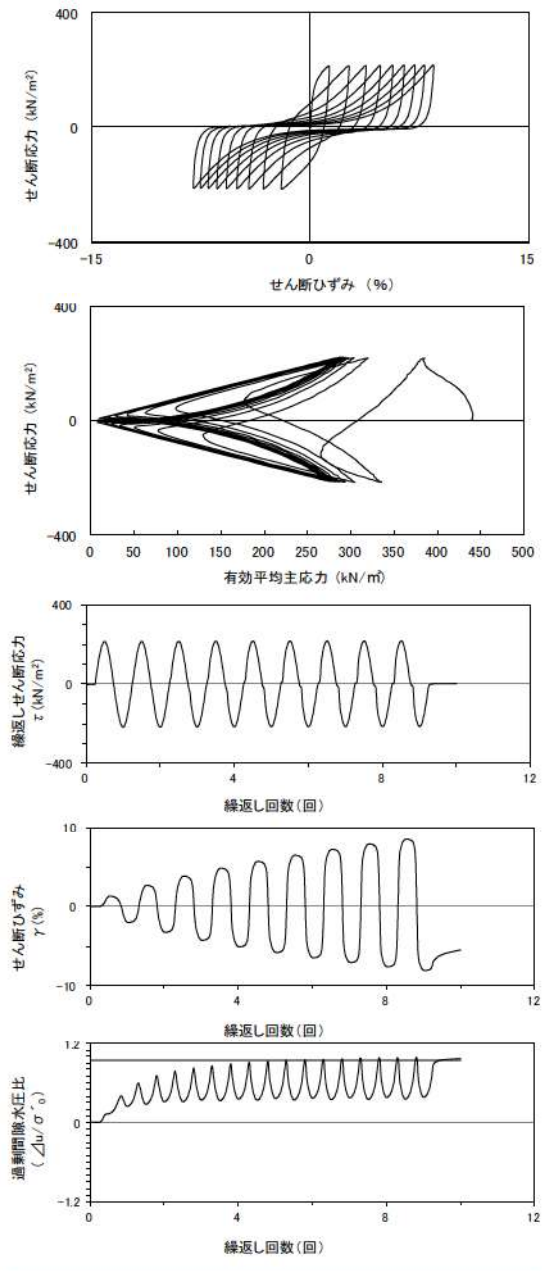 400
0
-400
せん断応力 (kN/m²)
-15
0
15
せん断ひずみ (%)
400
0
-400
せん断応力 (kN/m²)
0 50 100 150 200 250 300 350 400 450 500
有効平均主応力 (kN/㎡)
400
0
-400
繰返しせん断応力
τ (kN/m²)
0 4 8 12
繰返し回数(回)
10
0
-10
せん断ひずみ
γ (%)
0 4 8 12
繰返し回数(回)
1.2
0
-1.2
過剰間隙水圧比
(⊿u/σ´₀)
0 4 8 12
繰返し回数(回)